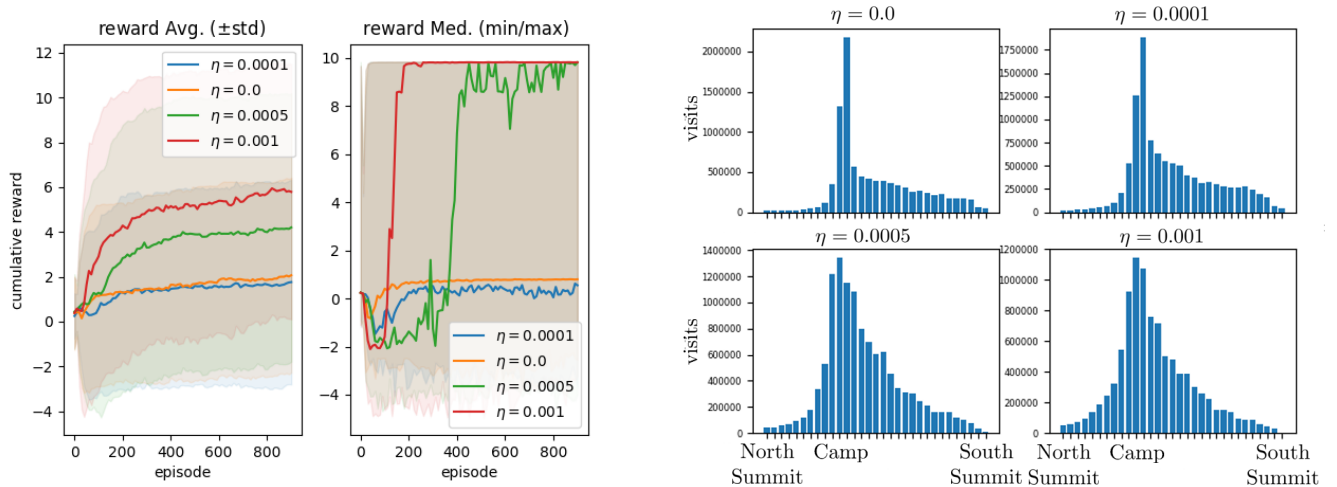 reward Avg. (±std)
12
10
8
6
4
2
0
−2
−4
cumulative reward
0
200
400
600
800
episode
η = 0.0001
η = 0.0
η = 0.0005
η = 0.001
reward Med. (min/max)
10
8
6
4
2
0
−2
−4
0
200
400
600
800
episode
η = 0.0001
η = 0.0
η = 0.0005
η = 0.001
η = 0.0
2000000
1500000
1000000
500000
0
visits
η = 0.0001
1750000
1500000
1250000
1000000
750000
500000
250000
0
η = 0.0005
1400000
1200000
1000000
800000
600000
400000
200000
0
visits
North
Summit
Camp
South
Summit
η = 0.001
1200000
1000000
800000
600000
400000
200000
0
North
Summit
Camp
South
Summit